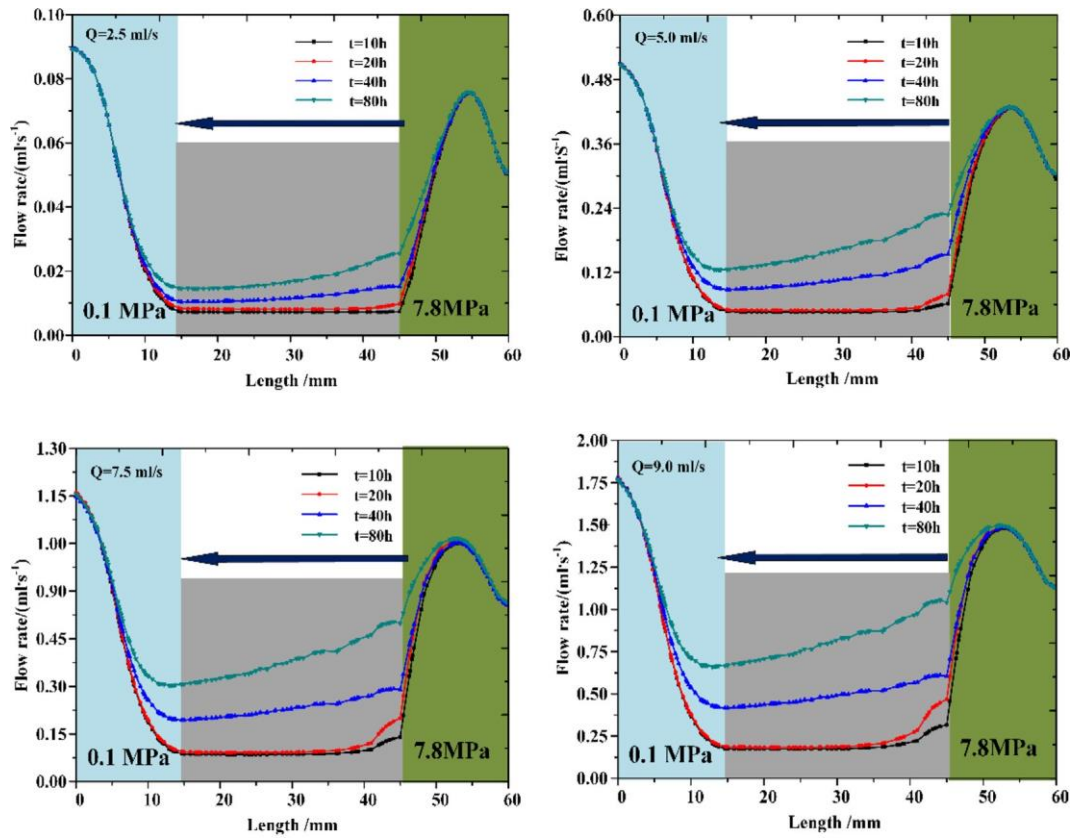 Q=2.5 ml/s
t=10h
t=20h
t=40h
t=80h
0.10
0.08
0.06
0.04
0.02
0.00
Flow rate/(ml·s⁻¹)
0.1 MPa
7.8MPa
0 10 20 30 40 50 60
Length /mm
Q=5.0 ml/s
t=10h
t=20h
t=40h
t=80h
0.60
0.48
0.36
0.24
0.12
0.00
Flow rate/(ml·S⁻¹)
0.1 MPa
7.8MPa
0 10 20 30 40 50 60
Length /mm
Q=7.5 ml/s
t=10h
t=20h
t=40h
t=80h
1.30
1.15
1.00
0.90
0.45
0.30
0.15
0.00
Flow rate/(ml·s⁻¹)
0.1 MPa
7.8MPa
0 10 20 30 40 50 60
Length /mm
Q=9.0 ml/s
t=10h
t=20h
t=40h
t=80h
2.00
1.75
1.50
1.25
1.00
0.75
0.50
0.25
0.00
Flow rate/(ml·s⁻¹)
0.1 MPa
7.8MPa
0 10 20 30 40 50 60
Length /mm